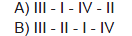 A) III - I - IV - II
B) III - II - I - IV